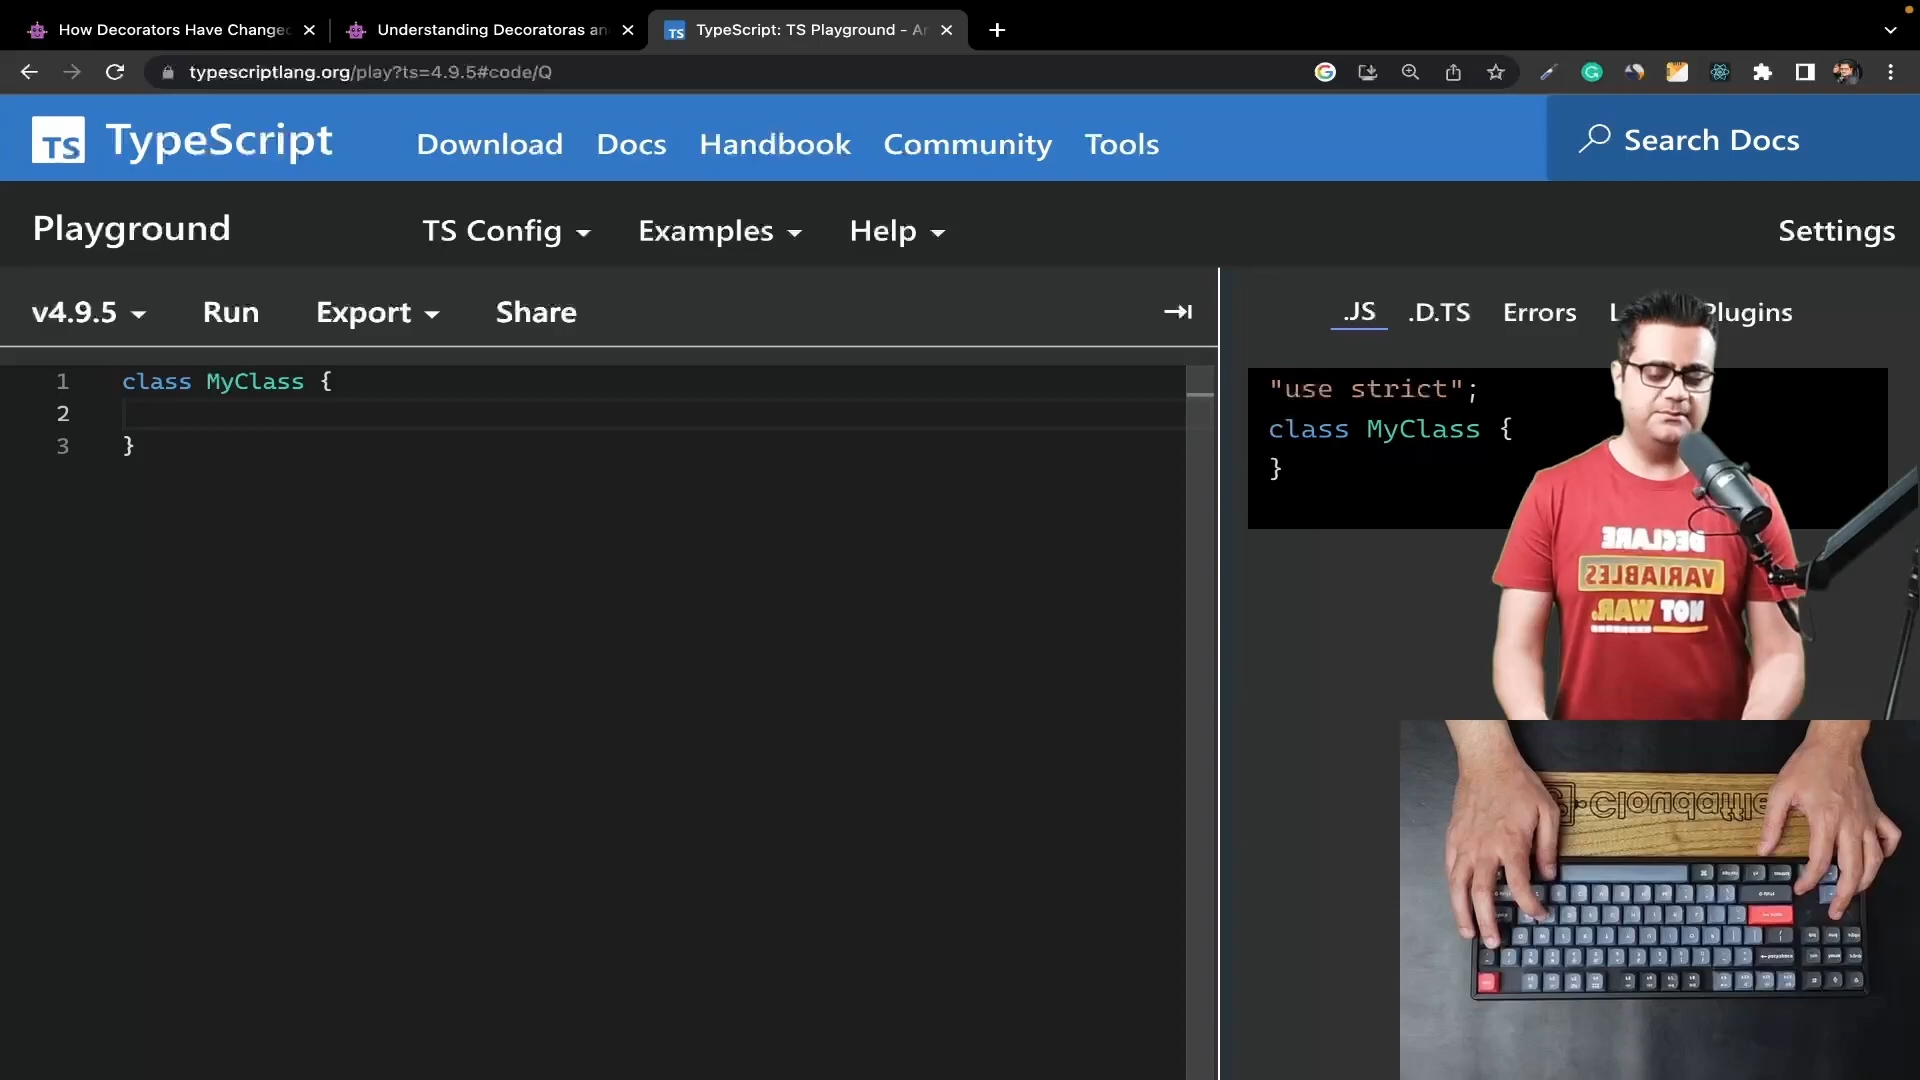 How Decorators Have Change
Understanding Decoratoras an
TypeScript: TS Playground - Ar
typescriptlang.org/play?ts=4.9.5#code/Q
TS TypeScript
Download Docs Handbook Community Tools
Search Docs
Playground
TS Config Examples Help
Settings
v4.9.5 Run Export Share
.JS .D.TS Errors Plugins
1 class MyClass {
2
3 }
"use strict";
class MyClass {
}
DECLARE
VARIABLES
NOT WAR.